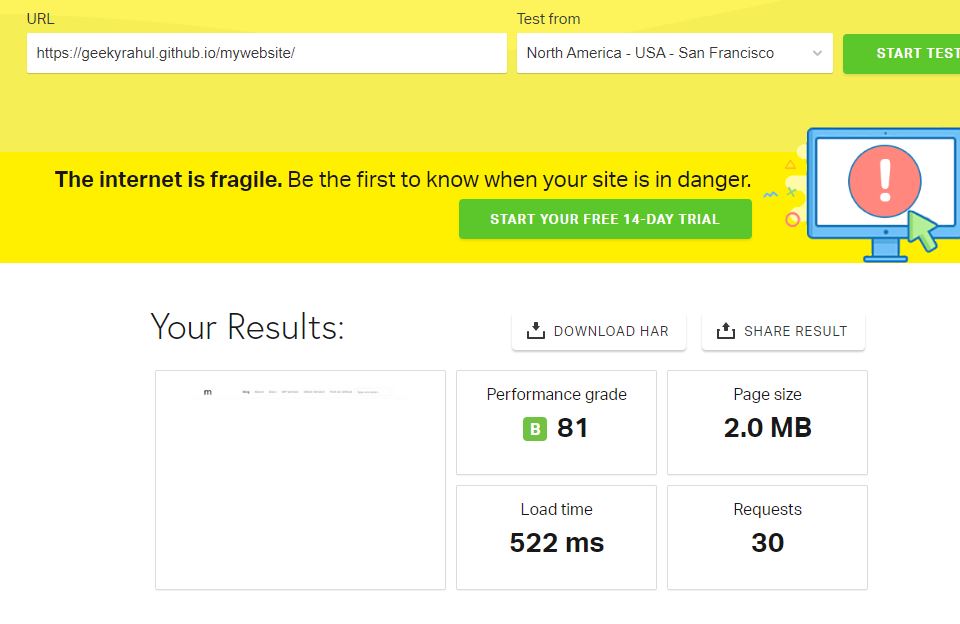 URL
Test from
https://geekyrahul.github.io/mywebsite/
North America - USA - San Francisco
START TEST
The internet is fragile. Be the first to know when your site is in danger.
START YOUR FREE 14-DAY TRIAL
Your Results:
DOWNLOAD HAR
SHARE RESULT
m
Performance grade
B 81
Page size
2.0 MB
Load time
522 ms
Requests
30